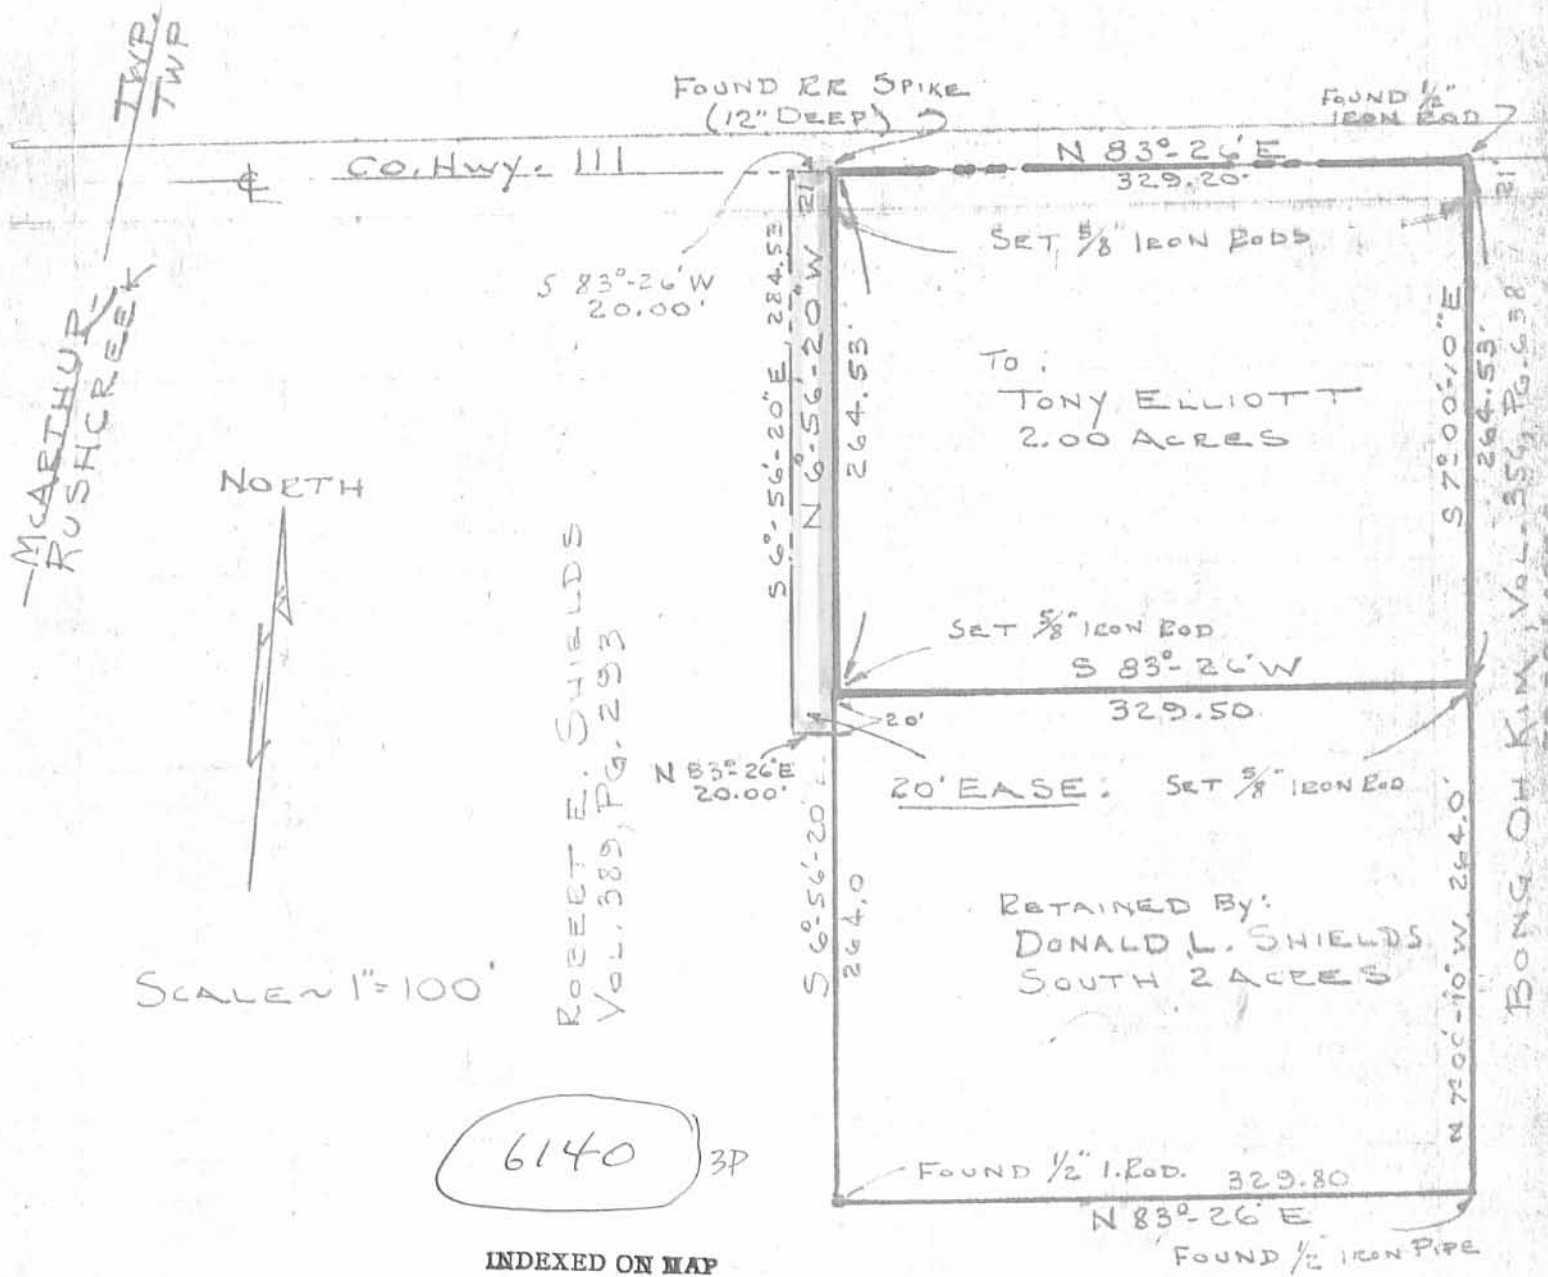 TWP.
TWP
McARTHUR
RUSHCREEK
FOUND RR SPIKE
(12" DEEP)
FOUND 1/2"
IRON ROD
℄ CO. HWY. 111
N 83°-26' E
329.20'
21'
21'
SET 5/8" IRON RODS
S 83°-26' W
20.00'
S 6°-56'-20" E, 284.53
N 6°-56'-20" W
264.53'
TO:
TONY ELLIOTT
2.00 ACRES
S 7°-00'-10" E
264.53'
BONG OH KIM, VOL. 356, PG. 638
NORTH
ROBERT E. SHIELDS
VOL. 389, PG. 293
SET 5/8" IRON ROD
S 83°-26' W
329.50
20'
N 83°-26' E
20.00'
20' EASE:
SET 5/8" IRON ROD
S 6°-56'-20"
264.0
RETAINED BY:
DONALD L. SHIELDS
SOUTH 2 ACRES
N 7°-00'-10" W, 264.0'
SCALE ~ 1" = 100'
6140
3P
FOUND 1/2" I. ROD.
329.80
N 83°-26' E
FOUND 1/2" IRON PIPE
INDEXED ON MAP